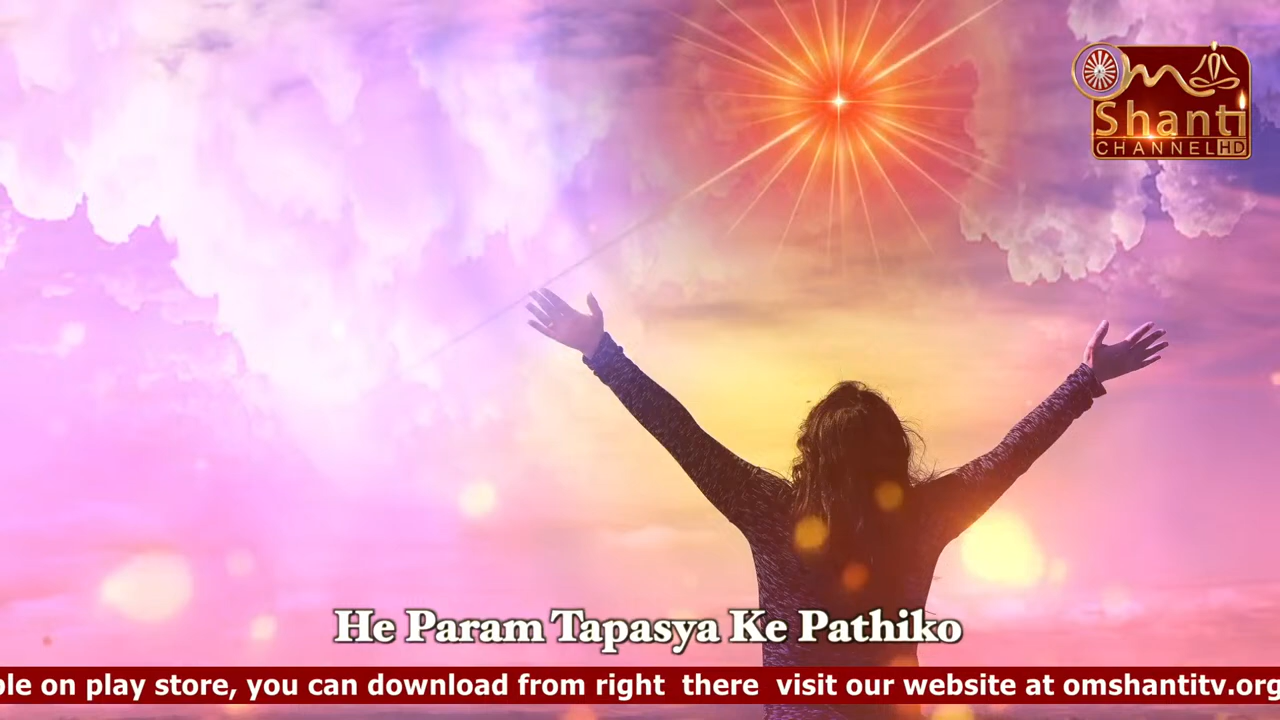 Om
Shanti
CHANNEL HD
He Param Tapasya Ke Pathiko
on play store, you can download from right there visit our website at omshantitv.org